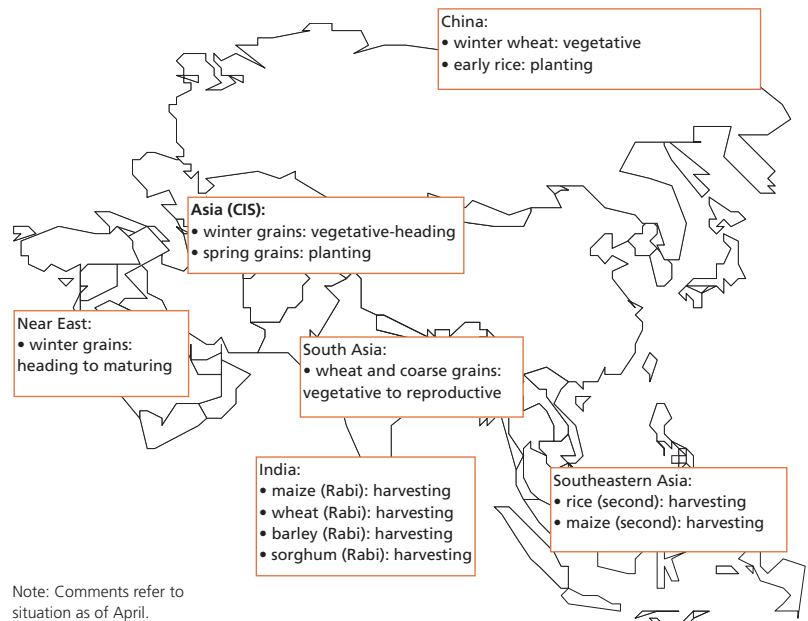 China:
• winter wheat: vegetative
• early rice: planting
Asia (CIS):
• winter grains: vegetative-heading
• spring grains: planting
Near East:
• winter grains:
heading to maturing
South Asia:
• wheat and coarse grains:
vegetative to reproductive
India:
• maize (Rabi): harvesting
• wheat (Rabi): harvesting
• barley (Rabi): harvesting
• sorghum (Rabi): harvesting
Southeastern Asia:
• rice (second): harvesting
• maize (second): harvesting
Note: Comments refer to
situation as of April.